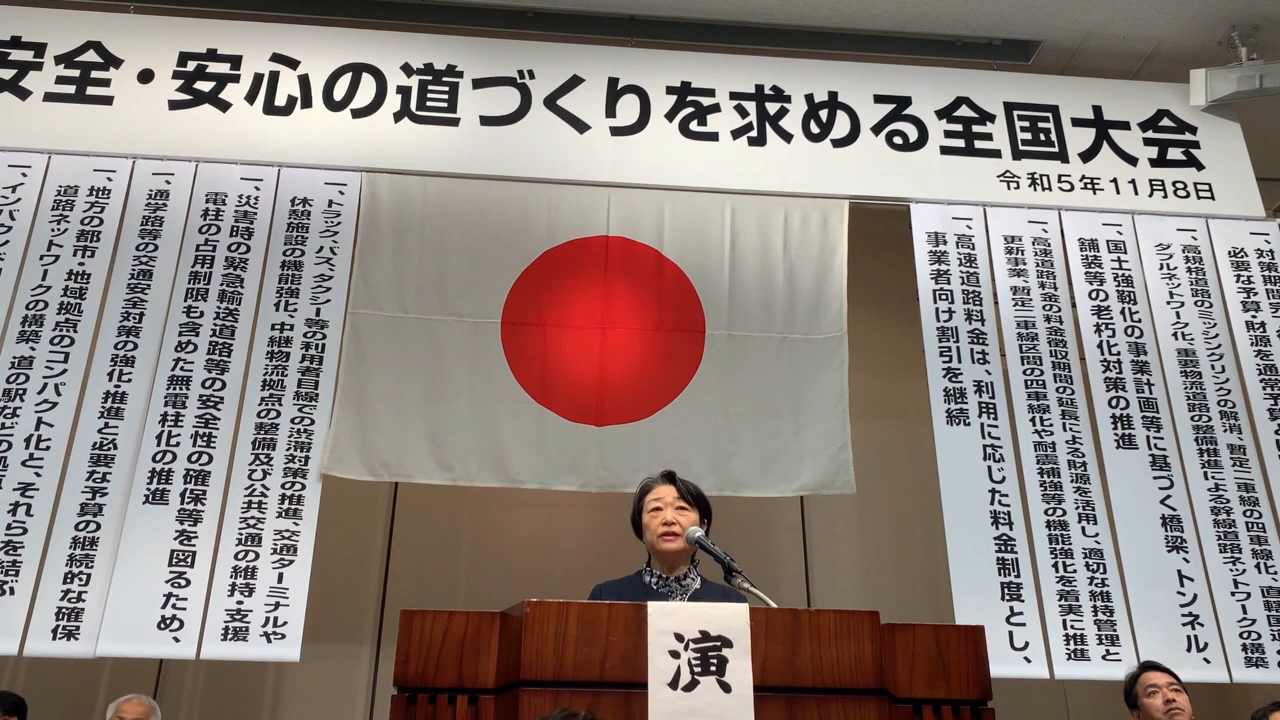 安全・安心の道づくりを求める全国大会
令和5年11月8日
必要な予算・財源を通常予算
一、高規格道路のミッシングリンクの解消、暫定二車線の四車線化、直轄国道
ダブルネットワーク化、重要物流道路の整備推進による幹線道路ネットワークの構築
一、国土強靱化の事業計画等に基づく橋梁、トンネル、
舗装等の老朽化対策の推進
一、高速道路料金の料金徴収期間の延長による財源を活用し、適切な維持管理と
更新事業、暫定二車線区間の四車線化や耐震補強等の機能強化を着実に推進
一、高速道路料金は、利用に応じた料金制度とし、
事業者向け割引を継続
一、トラック、バス、タクシー等の利用者目線での渋滞対策の推進、交通ターミナルや
休憩施設の機能強化、中継物流拠点の整備及び公共交通の維持・支援
一、災害時の緊急輸送道路等の安全性の確保等を図るため、
電柱の占用制限も含めた無電柱化の推進
一、通学路等の交通安全対策の強化・推進と必要な予算の継続的な確保
一、地方の都市・地域拠点のコンパクト化と、それらを結ぶ
道路ネットワークの構築、道の駅などの拠点
一、インバウンド
演